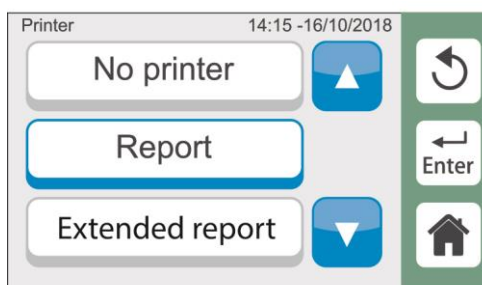 Printer 14:15 -16/10/2018
No printer
Report
Enter
Extended report